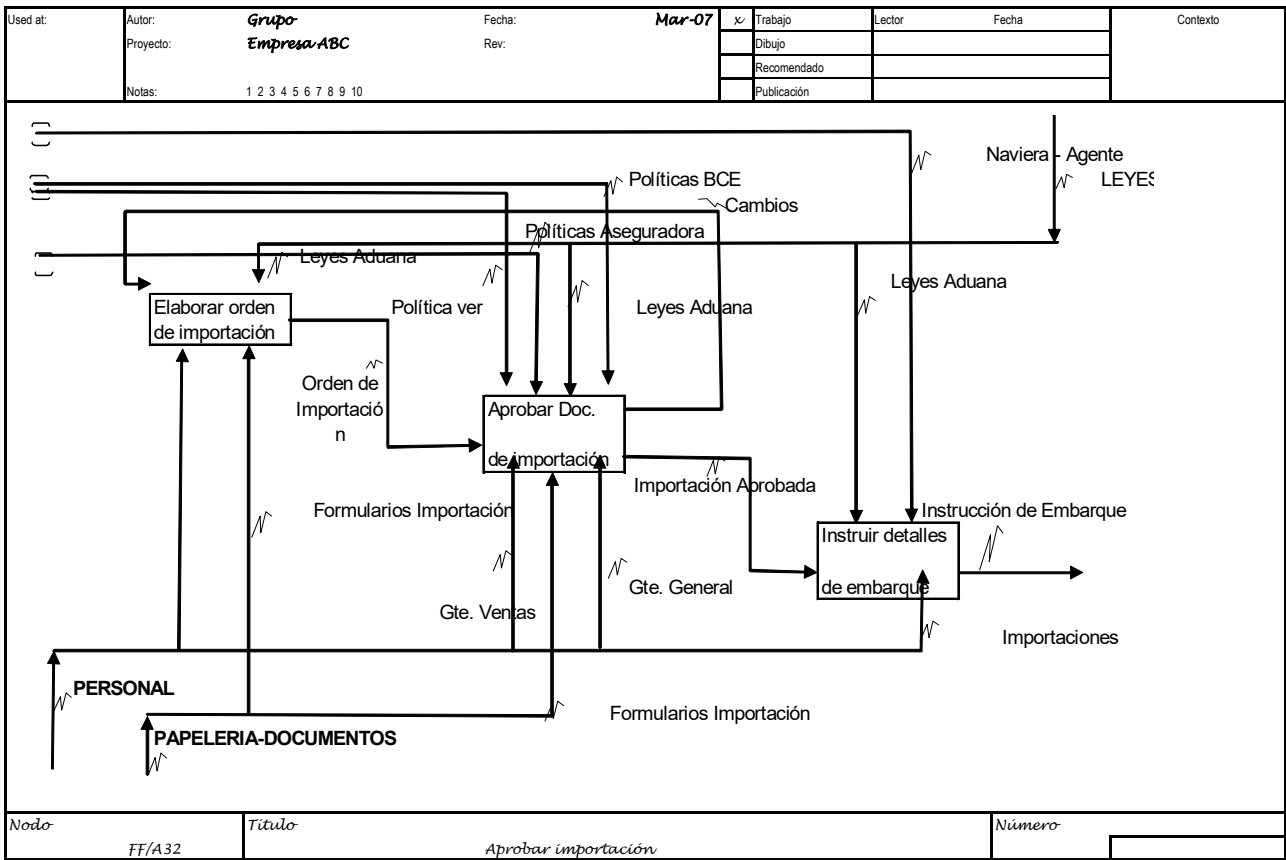 Used at:
Autor: Grupo Fecha: Mar-07 x Trabajo Lector Fecha Contexto
Proyecto: Empresa ABC Rev: Dibujo
Recomendado
Notas: 1 2 3 4 5 6 7 8 9 10 Publicación
Naviera - Agente
Políticas BCE LEYES
Cambios
Políticas Aseguradora
Leyes Aduana
Leyes Aduana
Elaborar orden Política ver Leyes Aduana
de importación
Orden de
Importació
n
Aprobar Doc.
de importación
Importación Aprobada
Formularios Importación Instrucción de Embarque
Instruir detalles
de embarque
Gte. General
Gte. Ventas
Importaciones
PERSONAL
Formularios Importación
PAPELERIA-DOCUMENTOS
Nodo Título Número
FF/A32 Aprobar importación